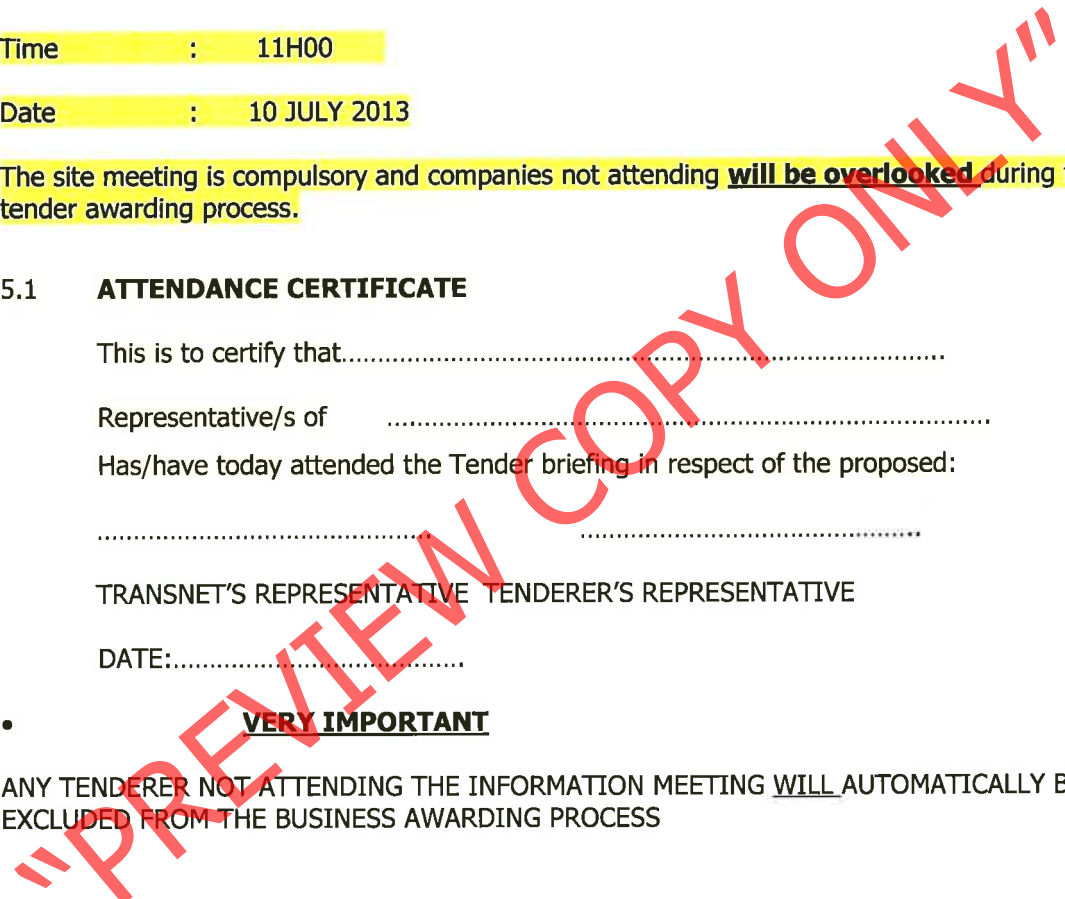 Time : 11H00
Date : 10 JULY 2013
The site meeting is compulsory and companies not attending will be overlooked during
tender awarding process.
5.1 ATTENDANCE CERTIFICATE
This is to certify that........................................................................................
Representative/s of ........................................................................................
Has/have today attended the Tender briefing in respect of the proposed:
.............................................. ...............................................
TRANSNET'S REPRESENTATIVE TENDERER'S REPRESENTATIVE
DATE:........................................
• VERY IMPORTANT
ANY TENDERER NOT ATTENDING THE INFORMATION MEETING WILL AUTOMATICALLY
EXCLUDED FROM THE BUSINESS AWARDING PROCESS
"PREVIEW COPY ONLY"